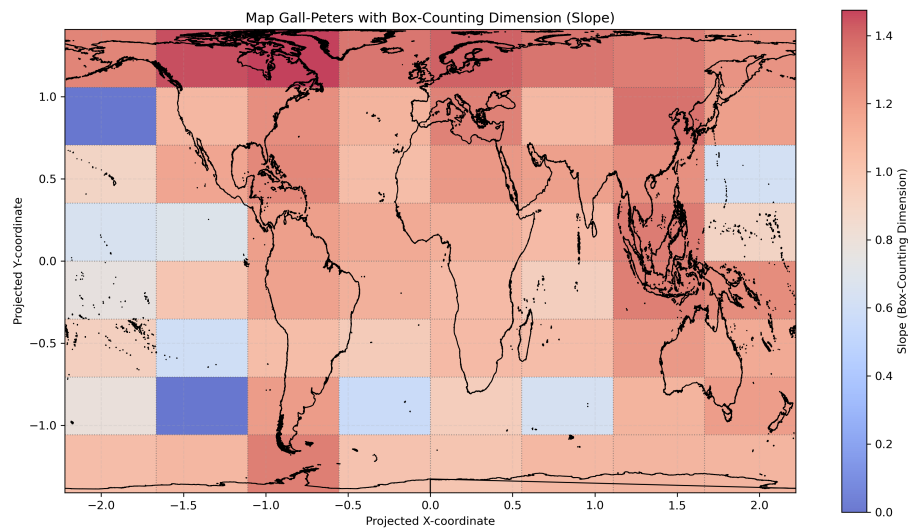 Map Gall-Peters with Box-Counting Dimension (Slope)
Projected Y-coordinate
1.0
0.5
0.0
−0.5
−1.0
−2.0 −1.5 −1.0 −0.5 0.0 0.5 1.0 1.5 2.0
Projected X-coordinate
1.4
1.2
1.0
0.8
0.6
0.4
0.2
0.0
Slope (Box-Counting Dimension)